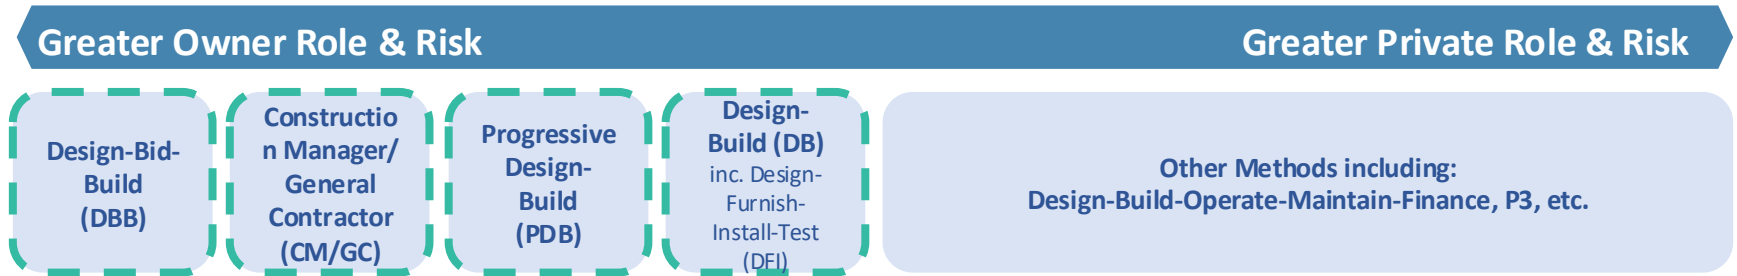 Greater Owner Role & Risk
Greater Private Role & Risk
Design-Bid-
Build
(DBB)
Constructio
n Manager/
General
Contractor
(CM/GC)
Progressive
Design-
Build
(PDB)
Design-
Build (DB)
inc. Design-
Furnish-
Install-Test
(DFI)
Other Methods including:
Design-Build-Operate-Maintain-Finance, P3, etc.